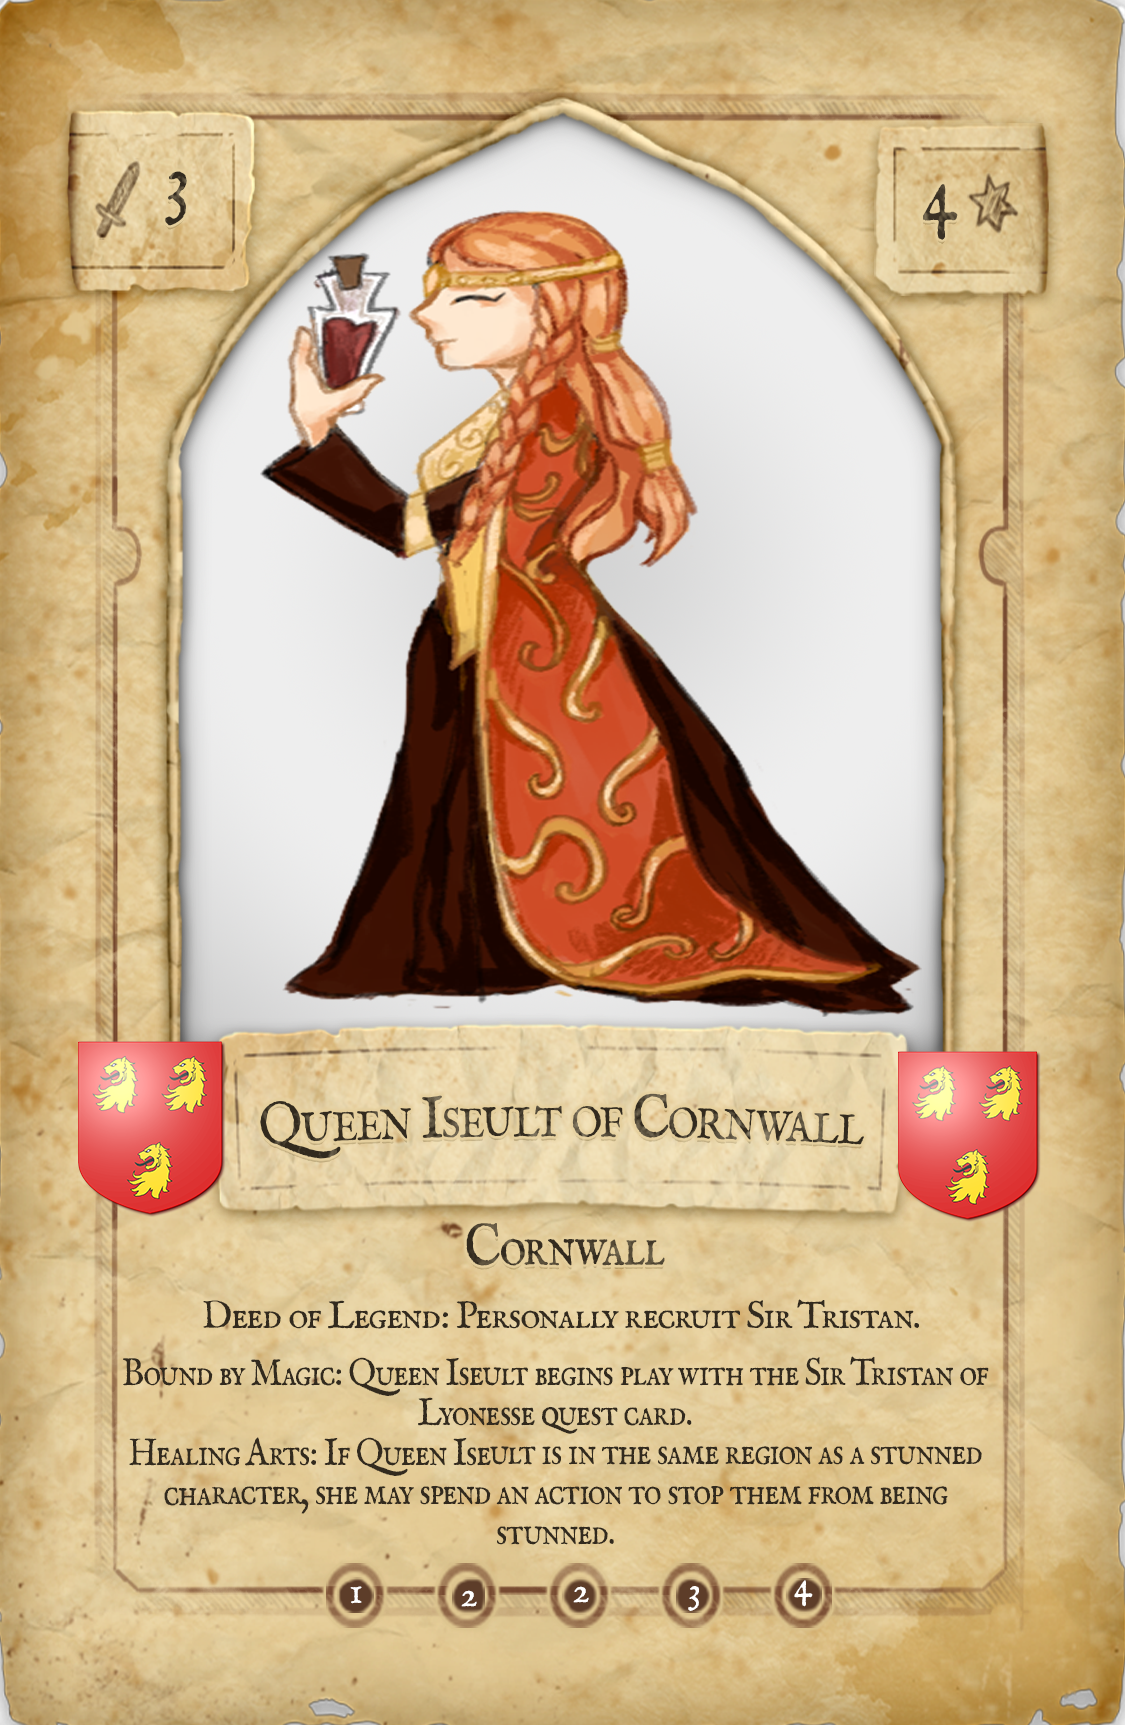 3
4
Queen Iseult of Cornwall
Cornwall
Deed of Legend: Personally recruit Sir Tristan.
Bound by Magic: Queen Iseult begins play with the Sir Tristan of
Lyonesse quest card.
Healing Arts: If Queen Iseult is in the same region as a stunned
character, she may spend an action to stop them from being
stunned.
1 2 2 3 4